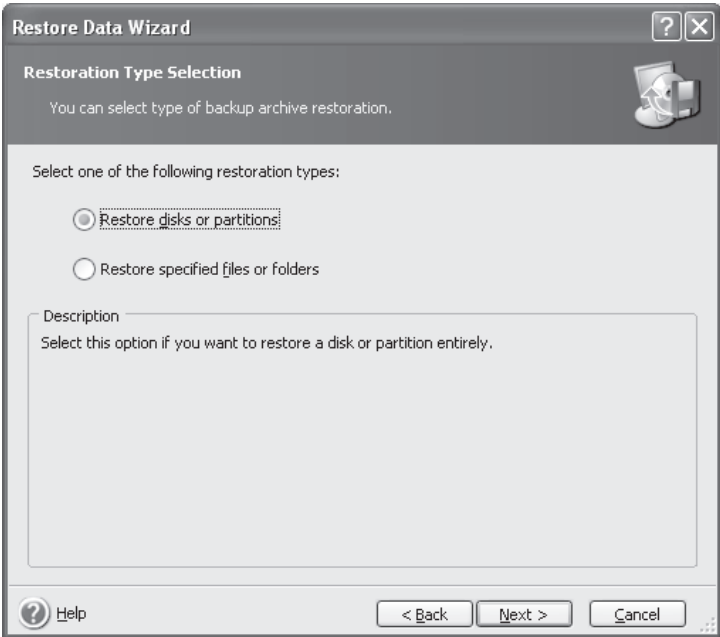 Restore Data Wizard
Restoration Type Selection
You can select type of backup archive restoration.
Select one of the following restoration types:
Restore disks or partitions
Restore specified files or folders
Description
Select this option if you want to restore a disk or partition entirely.
Help
< Back
Next >
Cancel